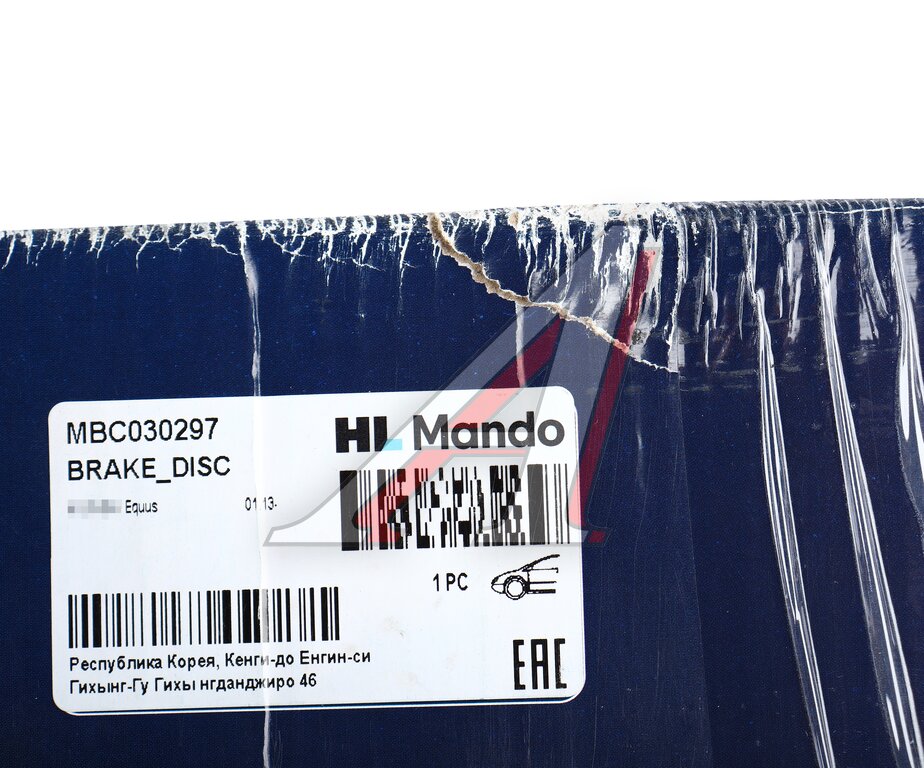 MBC030297
HL Mando
BRAKE_DISC
Equus 01.13-
1 PC
Республика Корея, Кенги-до Енгин-си
Гихынг-Гу Гихы нгданджиро 46
EAC